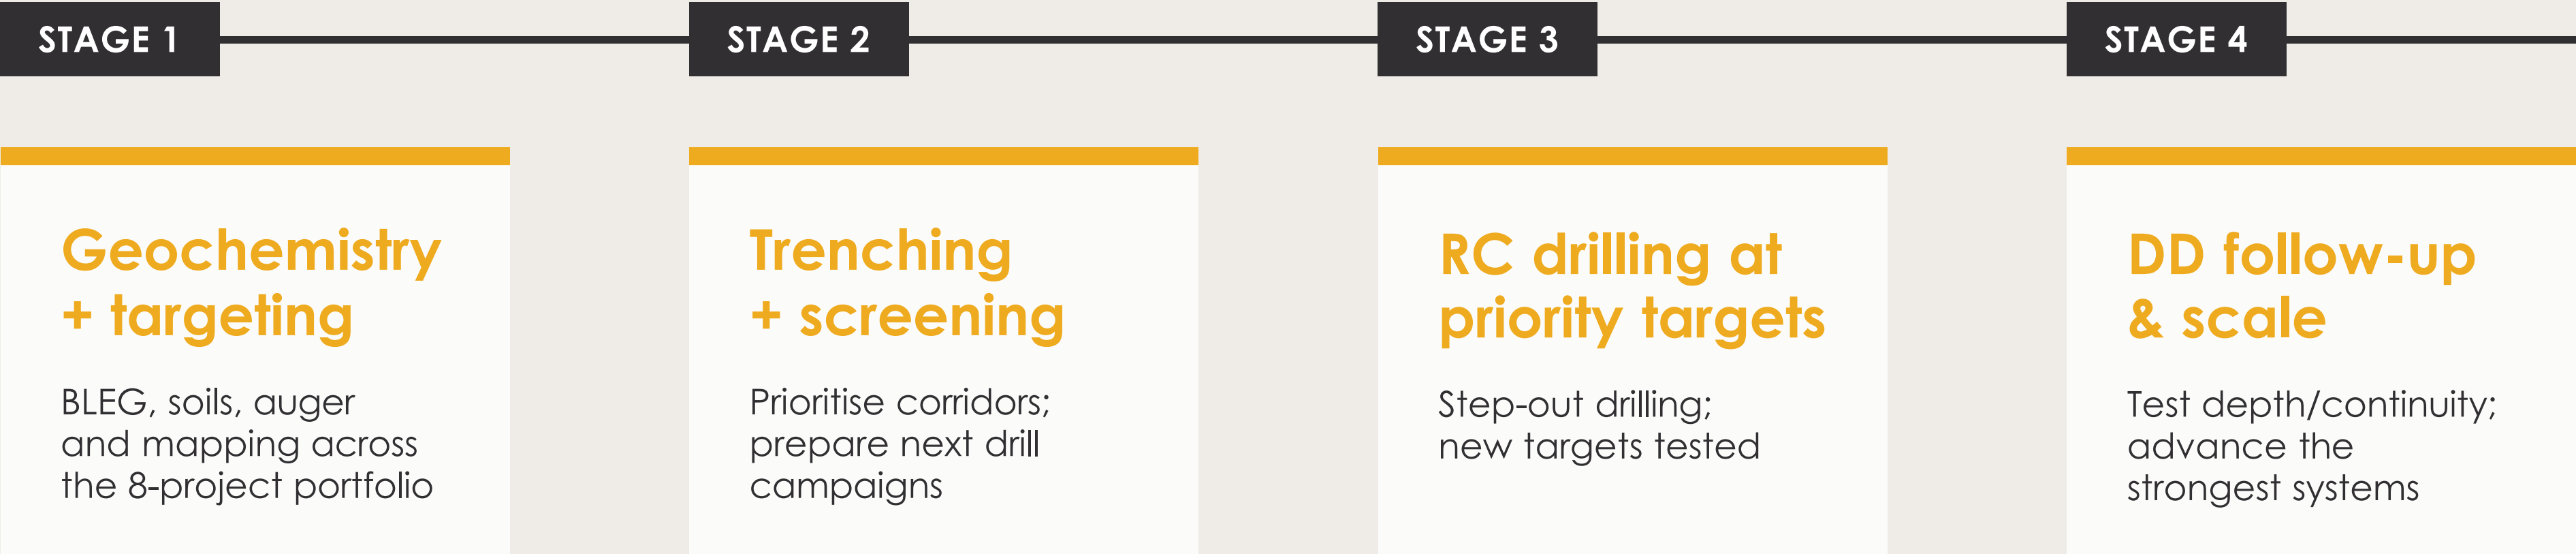 STAGE 1
Geochemistry
+ targeting
BLEG, soils, auger
and mapping across
the 8-project portfolio
STAGE 2
Trenching
+ screening
Prioritise corridors;
prepare next drill
campaigns
STAGE 3
RC drilling at
priority targets
Step-out drilling;
new targets tested
STAGE 4
DD follow-up
& scale
Test depth/continuity;
advance the
strongest systems